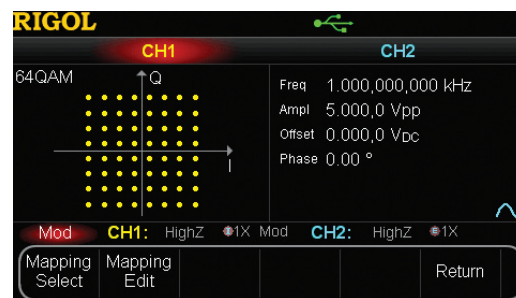 RIGOL
CH1
CH2
64QAM
Q
I
Freq 1.000,000,000 kHz
Ampl 5.000,0 Vpp
Offset 0.000,0 VDC
Phase 0.00 °
Mod CH1: HighZ 1X Mod CH2: HighZ 1X
Mapping Select
Mapping Edit
Return